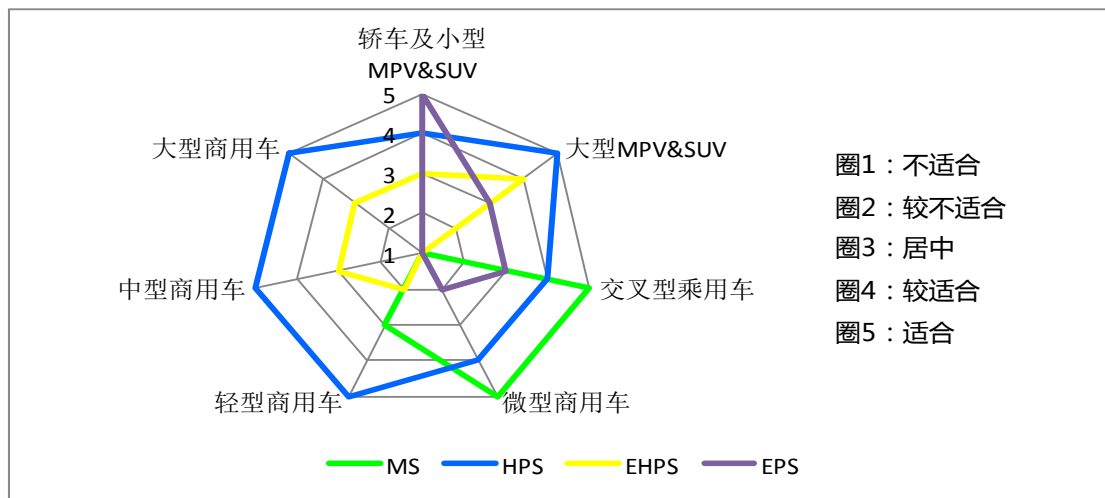 轿车及小型
MPV&SUV
5
4
3
2
1
大型商用车
大型MPV&SUV
中型商用车
交叉型乘用车
轻型商用车
微型商用车
圈1：不适合
圈2：较不适合
圈3：居中
圈4：较适合
圈5：适合
MS
HPS
EHPS
EPS